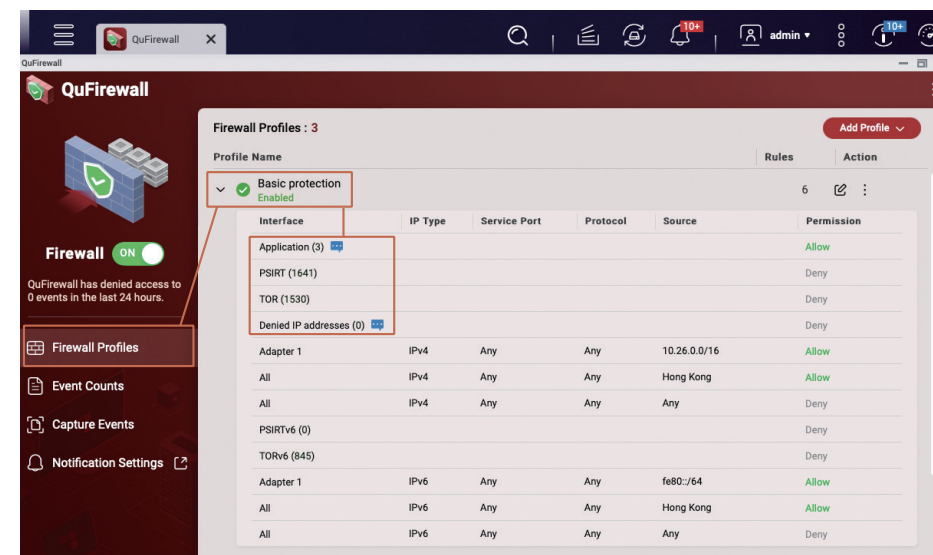 QuFirewall
10+
admin
10+
QuFirewall
QuFirewall
Firewall ON
QuFirewall has denied access to
0 events in the last 24 hours.
Firewall Profiles
Event Counts
Capture Events
Notification Settings
Firewall Profiles : 3
Add Profile
Profile Name Rules Action
Basic protection
Enabled
6
Interface IP Type Service Port Protocol Source Permission
Application (3) Allow
PSIRT (1641) Deny
TOR (1530) Deny
Denied IP addresses (0) Deny
Adapter 1 IPv4 Any Any 10.26.0.0/16 Allow
All IPv4 Any Any Hong Kong Allow
All IPv4 Any Any Any Deny
PSIRTv6 (0) Deny
TORv6 (845) Deny
Adapter 1 IPv6 Any Any fe80::/64 Allow
All IPv6 Any Any Hong Kong Allow
All IPv6 Any Any Any Deny